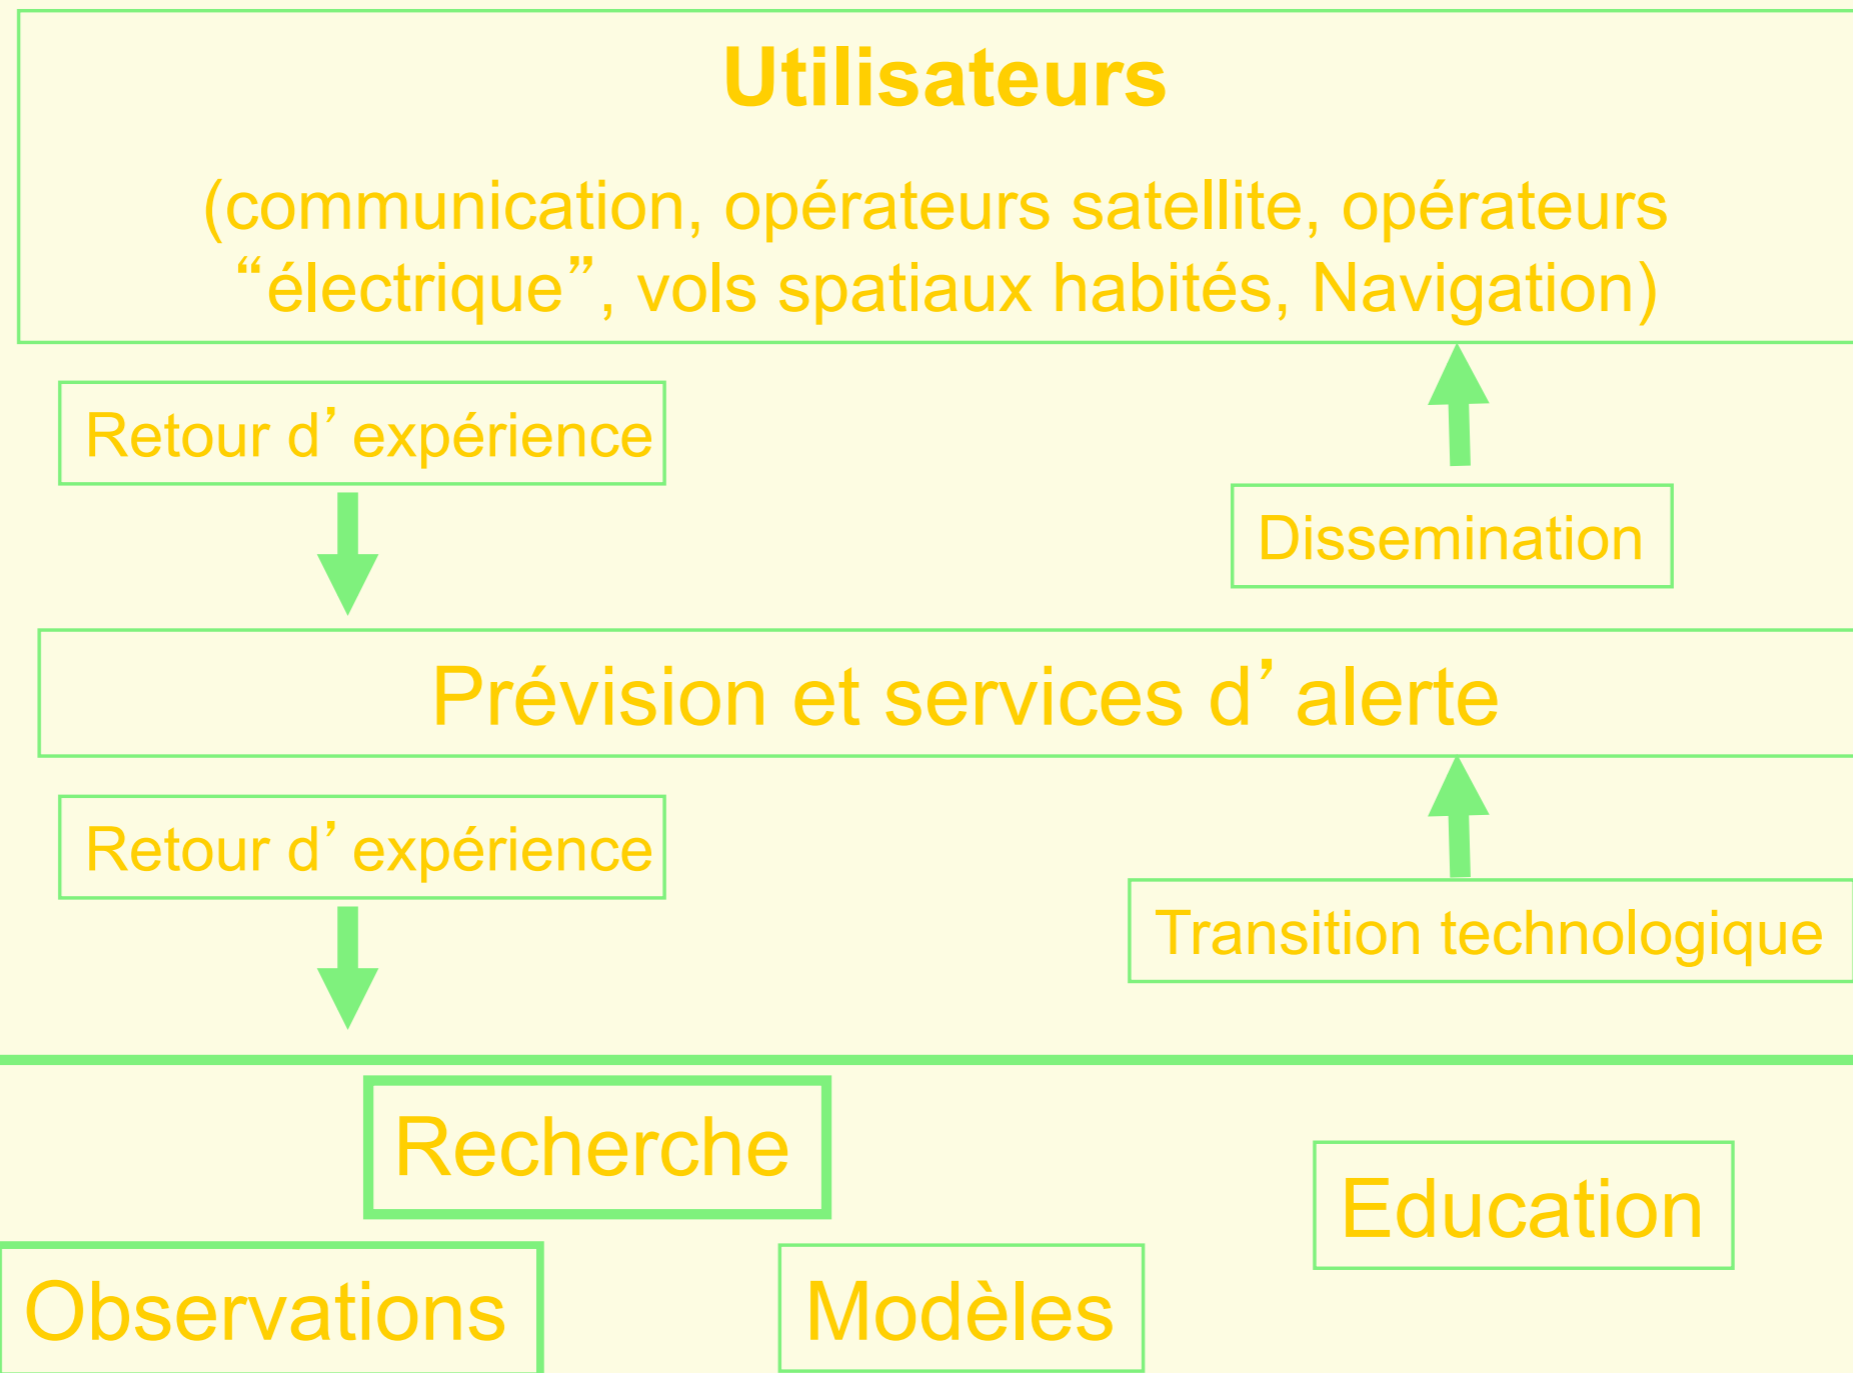 Utilisateurs
(communication, opérateurs satellite, opérateurs
“électrique”, vols spatiaux habités, Navigation)
Retour d’expérience
Dissemination
Prévision et services d’alerte
Retour d’expérience
Transition technologique
Recherche
Education
Observations
Modèles